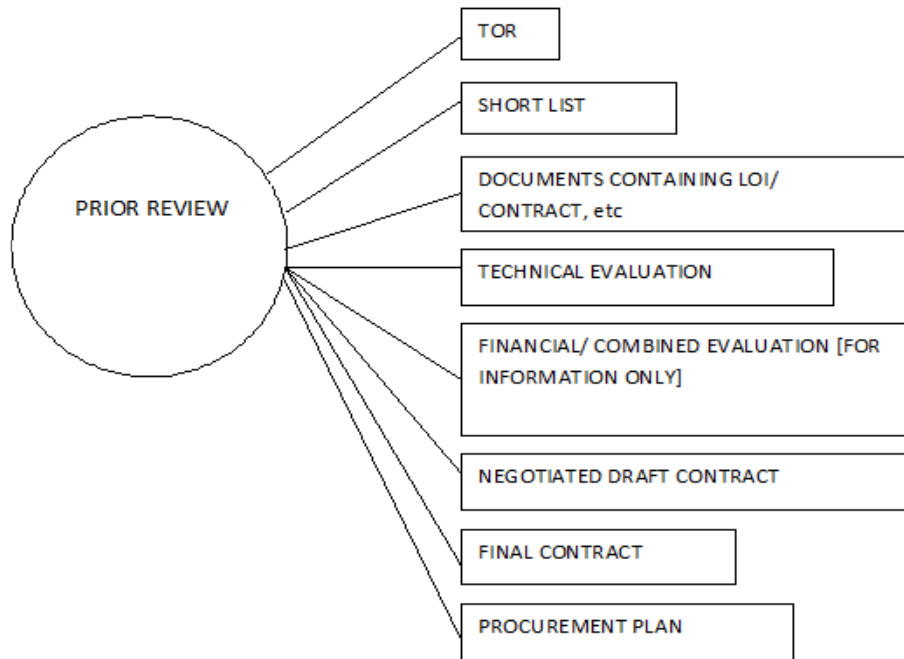 TOR
SHORT LIST
PRIOR REVIEW
DOCUMENTS CONTAINING LOI/
CONTRACT, etc
TECHNICAL EVALUATION
FINANCIAL/ COMBINED EVALUATION [FOR
INFORMATION ONLY]
NEGOTIATED DRAFT CONTRACT
FINAL CONTRACT
PROCUREMENT PLAN